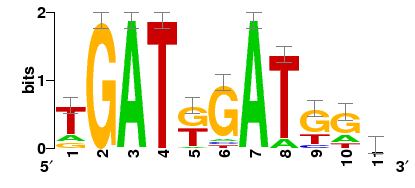 2
bits
1
0
T A G
G
A
T
G T
G A
A
T A
G T C
G A T
1 2 3 4 5 6 7 8 9 10 11
5′ 3′